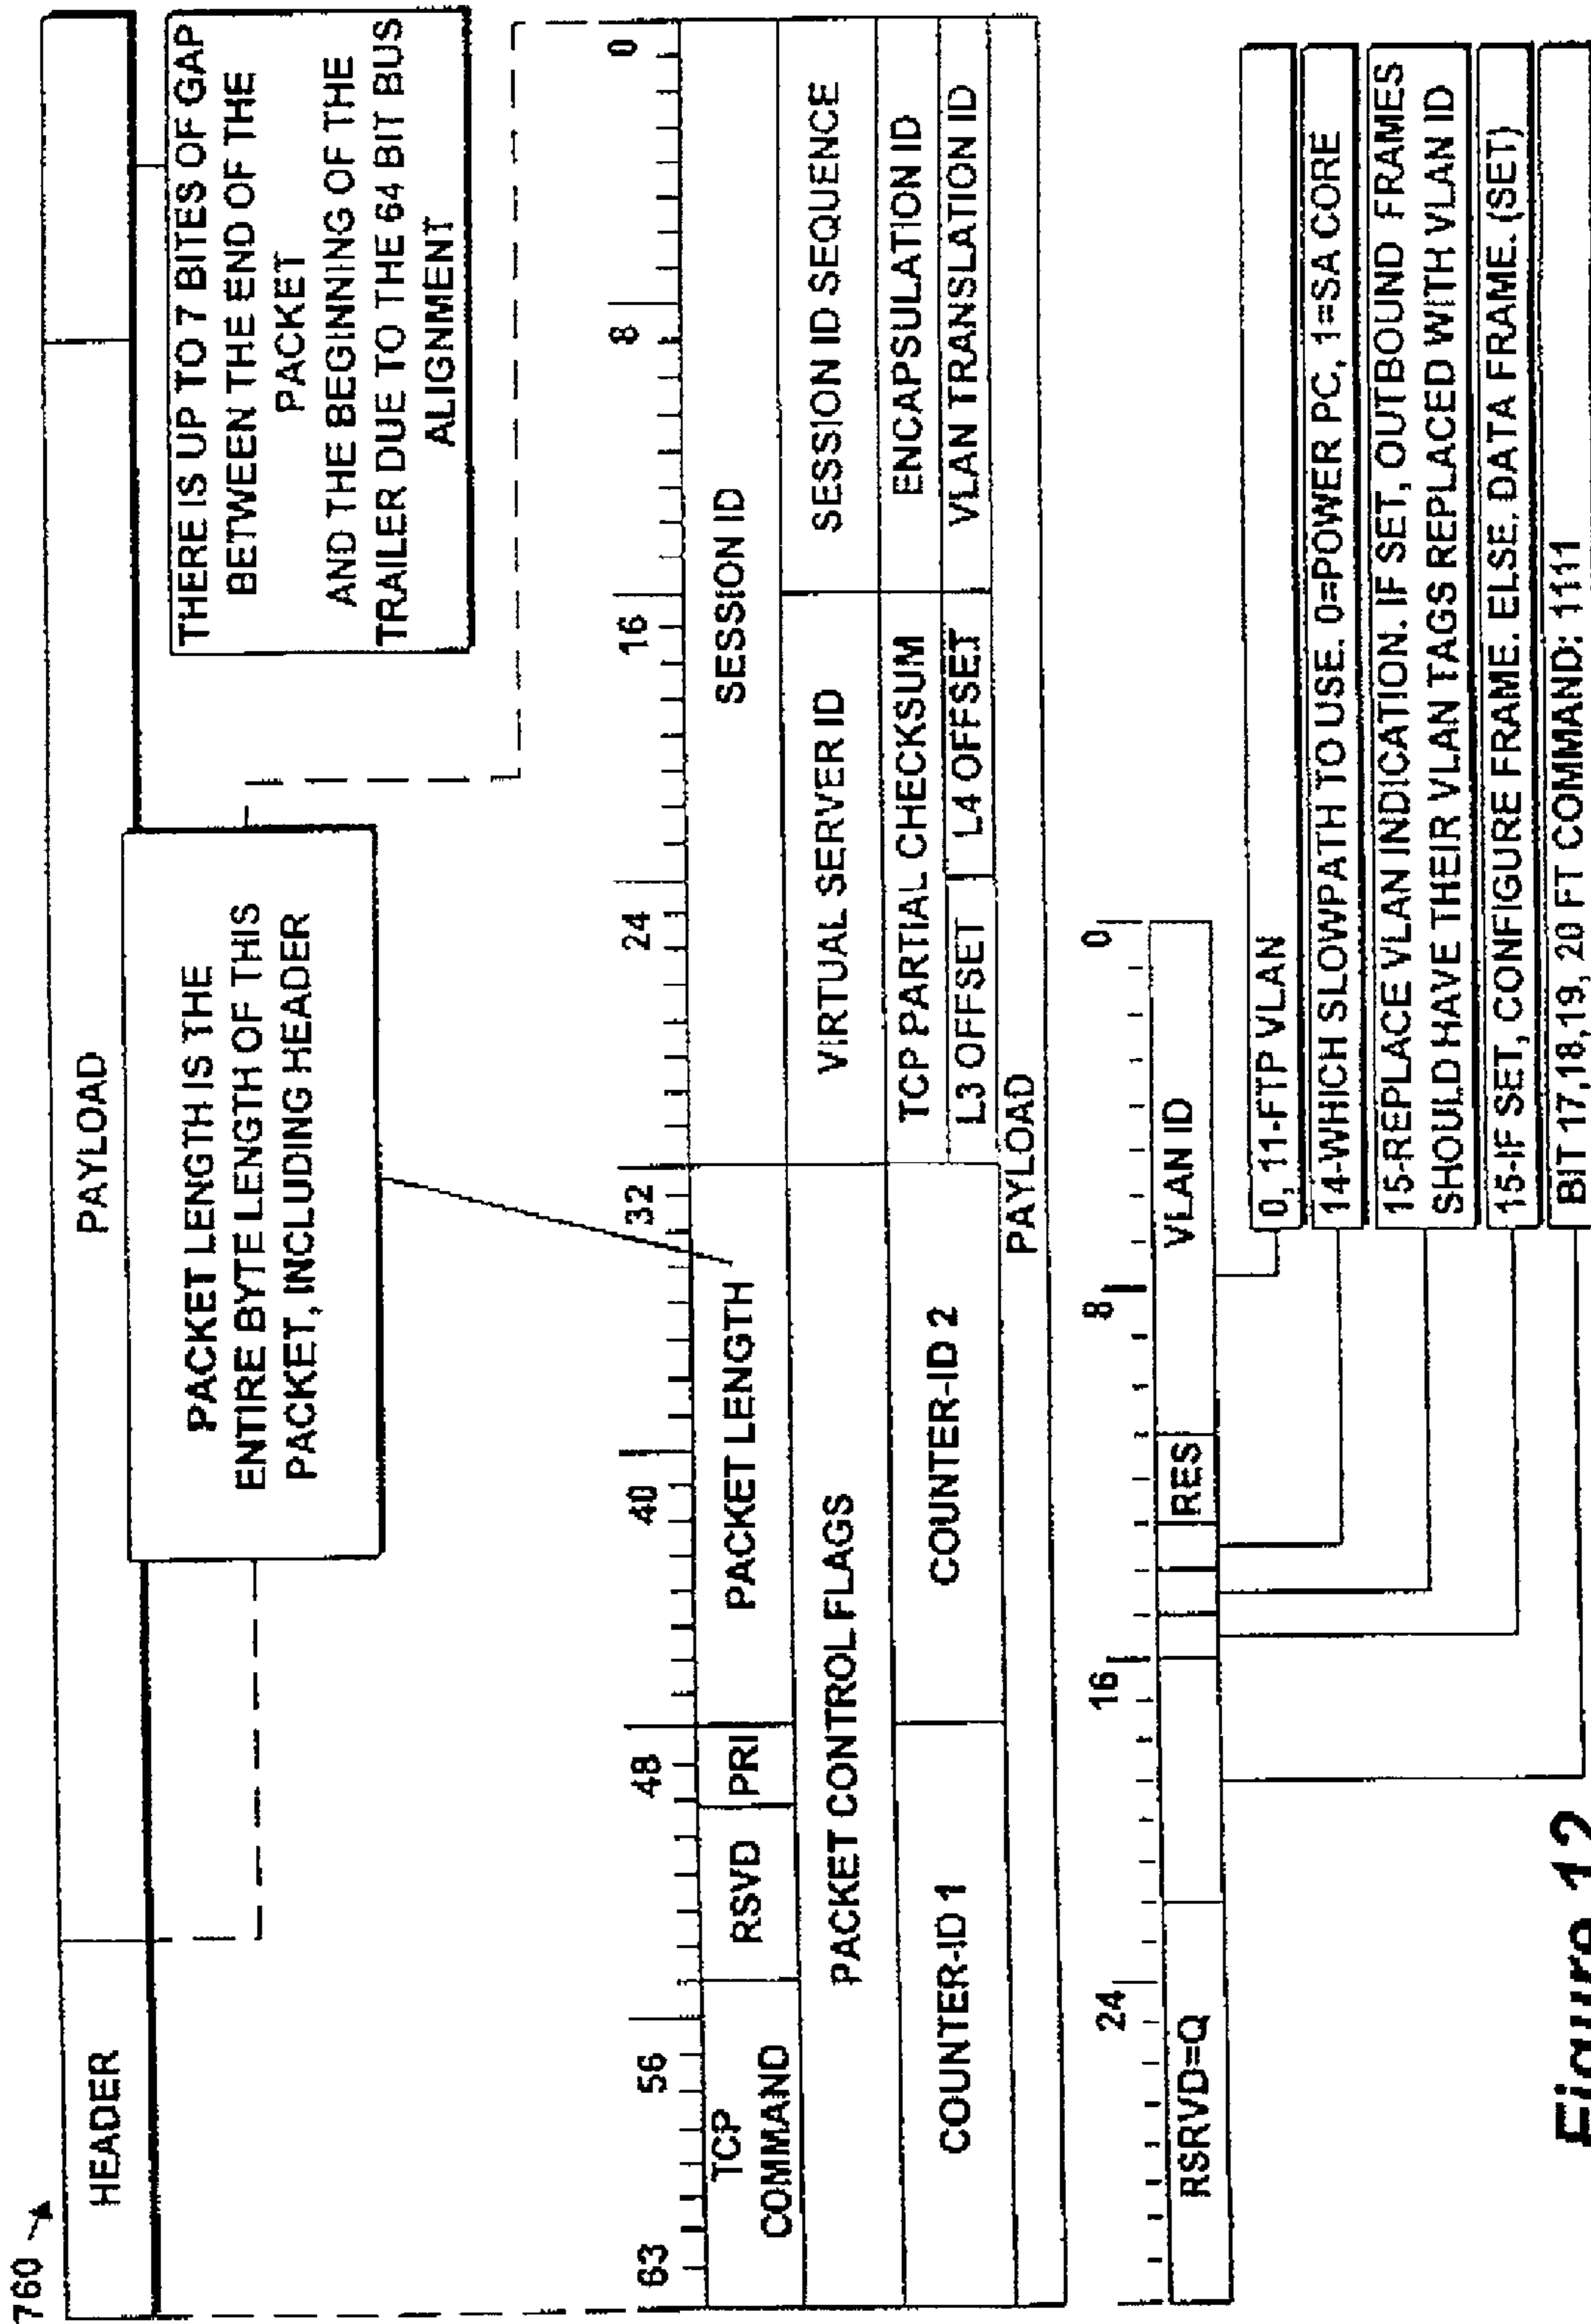 760
HEADER
PAYLOAD
PACKET LENGTH IS THE
ENTIRE BYTE LENGTH OF THIS
PACKET, INCLUDING HEADER
THERE IS UP TO 7 BITES OF GAP
BETWEEN THE END OF THE
PACKET
AND THE BEGINNING OF THE
TRAILER DUE TO THE 64 BIT BUS
ALIGNMENT
63 56 48 40 32 24 16 8 0
TCP
COMMAND
RSVD
PRI
PACKET LENGTH
SESSION ID
PACKET CONTROL FLAGS
VIRTUAL SERVER ID
SESSION ID SEQUENCE
COUNTER-ID 1
COUNTER-ID 2
TCP PARTIAL CHECKSUM
ENCAPSULATION ID
L3 OFFSET
L4 OFFSET
VLAN TRANSLATION ID
PAYLOAD
24 16 8 0
RSRVD=Q
RES
VLAN ID
0, 11-FTP VLAN
14-WHICH SLOWPATH TO USE. 0=POWER PC, 1=SA CORE
15-REPLACE VLAN INDICATION. IF SET, OUTBOUND FRAMES
SHOULD HAVE THEIR VLAN TAGS REPLACED WITH VLAN ID
15-IF SET, CONFIGURE FRAME. ELSE, DATA FRAME. (SET)
BIT 17,18,19, 20 FT COMMAND: 1111
Figure 12